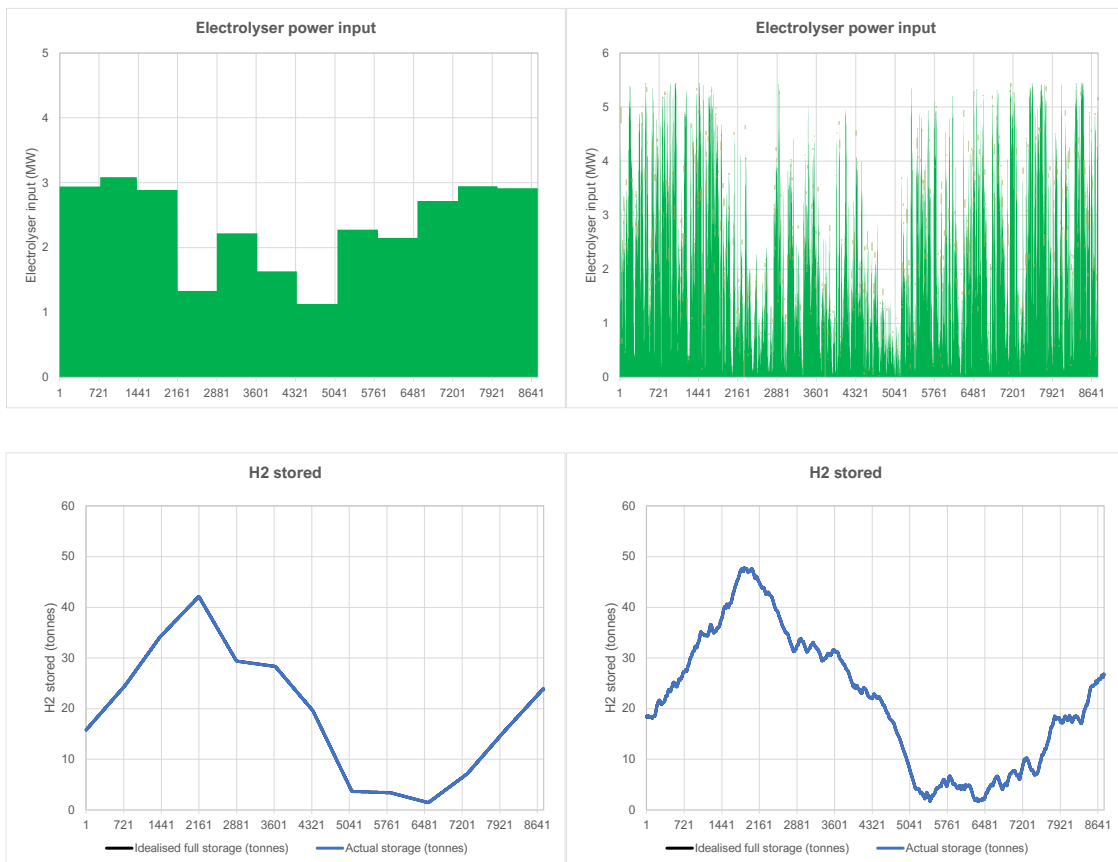 Electrolyser power input
5
4
3
2
1
0
Electrolyser input (MW)
1 721 1441 2161 2881 3601 4321 5041 5761 6481 7201 7921 8641
Electrolyser power input
6
5
4
3
2
1
0
Electrolyser input (MW)
1 721 1441 2161 2881 3601 4321 5041 5761 6481 7201 7921 8641
H2 stored
60
50
40
30
20
10
0
H2 stored (tonnes)
1 721 1441 2161 2881 3601 4321 5041 5761 6481 7201 7921 8641
Idealised full storage (tonnes) Actual storage (tonnes)
H2 stored
60
50
40
30
20
10
0
H2 stored (tonnes)
1 721 1441 2161 2881 3601 4321 5041 5761 6481 7201 7921 8641
Idealised full storage (tonnes) Actual storage (tonnes)